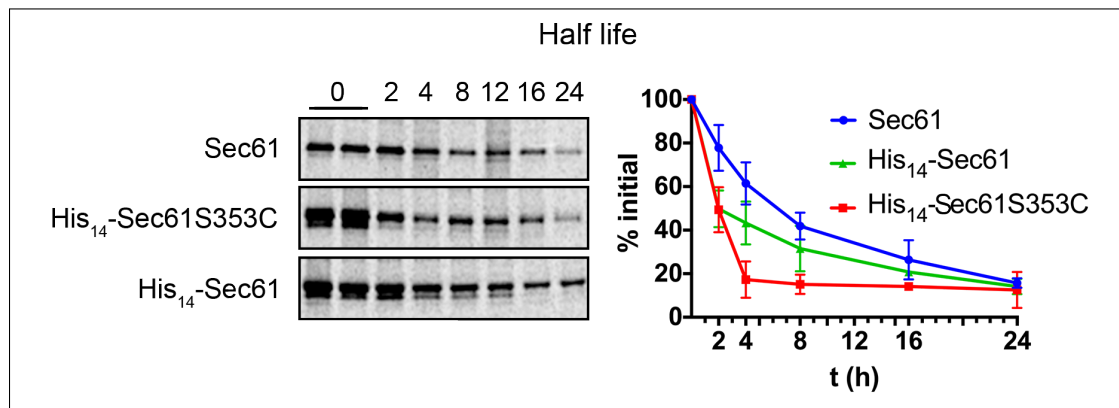 Half life
0 2 4 8 12 16 24
Sec61
His₁₄-Sec61S353C
His₁₄-Sec61
% initial
100
80
60
40
20
0
2 4 8 12 16 24
t (h)
Sec61
His₁₄-Sec61
His₁₄-Sec61S353C